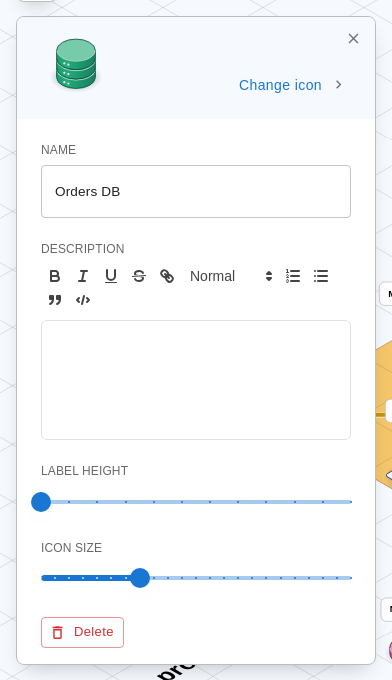 Change icon
NAME
Orders DB
DESCRIPTION
Normal
LABEL HEIGHT
ICON SIZE
Delete